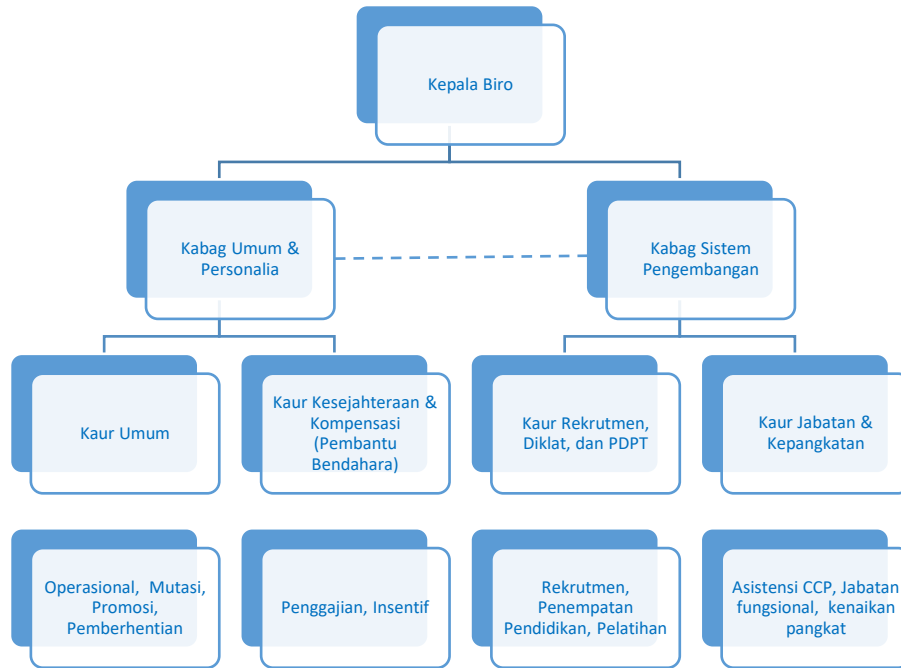 Kepala Biro
Kabag Umum &
Personalia
Kabag Sistem
Pengembangan
Kaur Umum
Kaur Kesejahteraan &
Kompensasi
(Pembantu
Bendahara)
Kaur Rekrutmen,
Diklat, dan PDPT
Kaur Jabatan &
Kepangkatan
Operasional, Mutasi,
Promosi,
Pemberhentian
Penggajian, Insentif
Rekrutmen,
Penempatan
Pendidikan, Pelatihan
Asistensi CCP, Jabatan
fungsional, kenaikan
pangkat